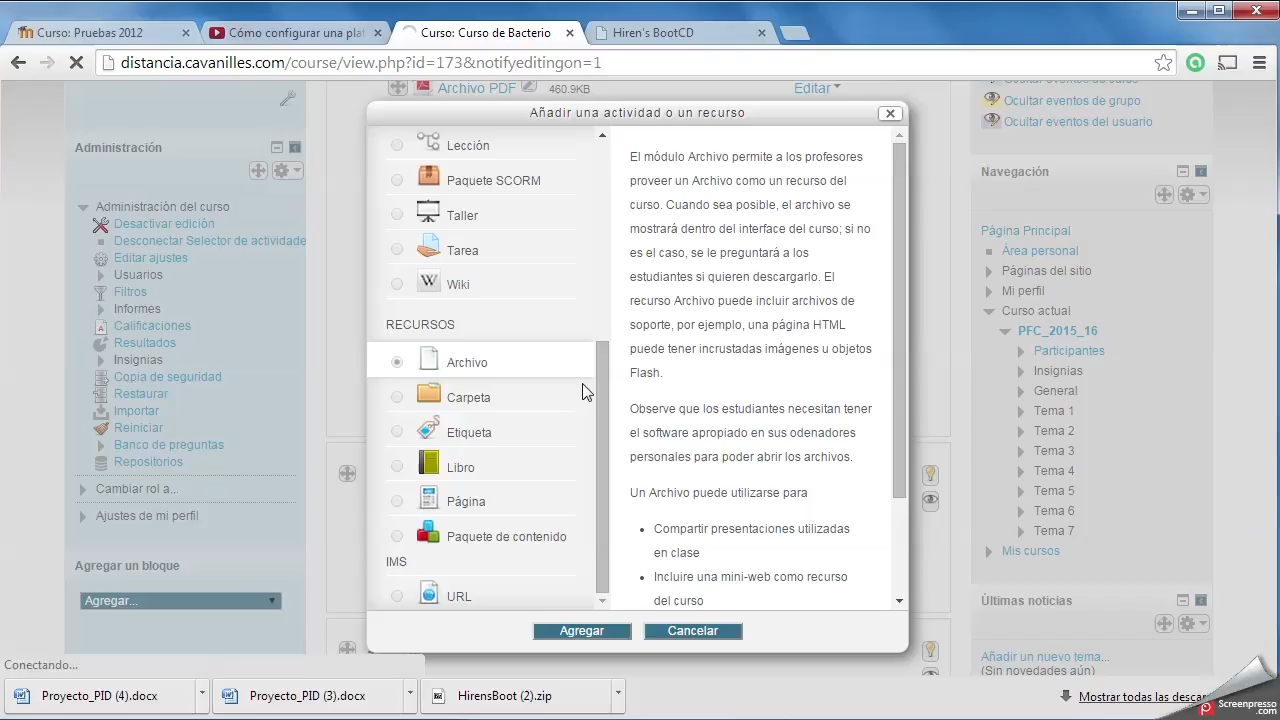 Curso: Pruebas 2012
Cómo configurar una plat
Curso: Curso de Bacterio
Hiren's BootCD
distancia.cavanilles.com/course/view.php?id=173&notifyeditingon=1
Archivo PDF
460.9KB
Editar
Ocultar eventos de grupo
Ocultar eventos del usuario
Añadir una actividad o un recurso
Administración
Administración del curso
Desactivar edición
Desconectar Selector de actividade
Editar ajustes
Usuarios
Filtros
Informes
Calificaciones
Resultados
Insignias
Copia de seguridad
Restaurar
Importar
Reiniciar
Banco de preguntas
Repositorios
Cambiar rol a...
Ajustes de mi perfil
Agregar un bloque
Agregar...
Lección
Paquete SCORM
Taller
Tarea
Wiki
RECURSOS
Archivo
Carpeta
Etiqueta
Libro
Página
Paquete de contenido
IMS
URL
El módulo Archivo permite a los profesores
proveer un Archivo como un recurso del
curso. Cuando sea posible, el archivo se
mostrará dentro del interface del curso; si no
es el caso, se le preguntará a los
estudiantes si quieren descargarlo. El
recurso Archivo puede incluir archivos de
soporte, por ejemplo, una página HTML
puede tener incrustadas imágenes u objetos
Flash.
Observe que los estudiantes necesitan tener
el software apropiado en sus odenadores
personales para poder abrir los archivos.
Un Archivo puede utilizarse para
Compartir presentaciones utilizadas
en clase
Incluire una mini-web como recurso
del curso
Agregar
Cancelar
Navegación
Página Principal
Área personal
Páginas del sitio
Mi perfil
Curso actual
PFC_2015_16
Participantes
Insignias
General
Tema 1
Tema 2
Tema 3
Tema 4
Tema 5
Tema 6
Tema 7
Mis cursos
Últimas noticias
Añadir un nuevo tema...
(Sin novedades aún)
Conectando...
Proyecto_PID (4).docx
Proyecto_PID (3).docx
HirensBoot (2).zip
Mostrar todas las descar
Screenpresso
.com